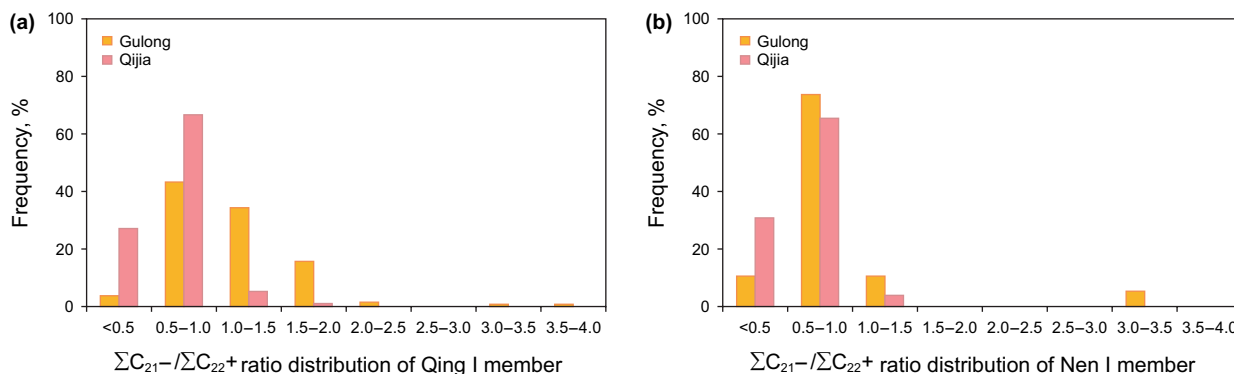 (a)
Gulong
Qijia
Frequency, %
100
80
60
40
20
0
<0.5 0.5–1.0 1.0–1.5 1.5–2.0 2.0–2.5 2.5–3.0 3.0–3.5 3.5–4.0
∑C21−/∑C22+ ratio distribution of Qing I member
(b)
Gulong
Qijia
Frequency, %
100
80
60
40
20
0
<0.5 0.5–1.0 1.0–1.5 1.5–2.0 2.0–2.5 2.5–3.0 3.0–3.5 3.5–4.0
∑C21−/∑C22+ ratio distribution of Nen I member